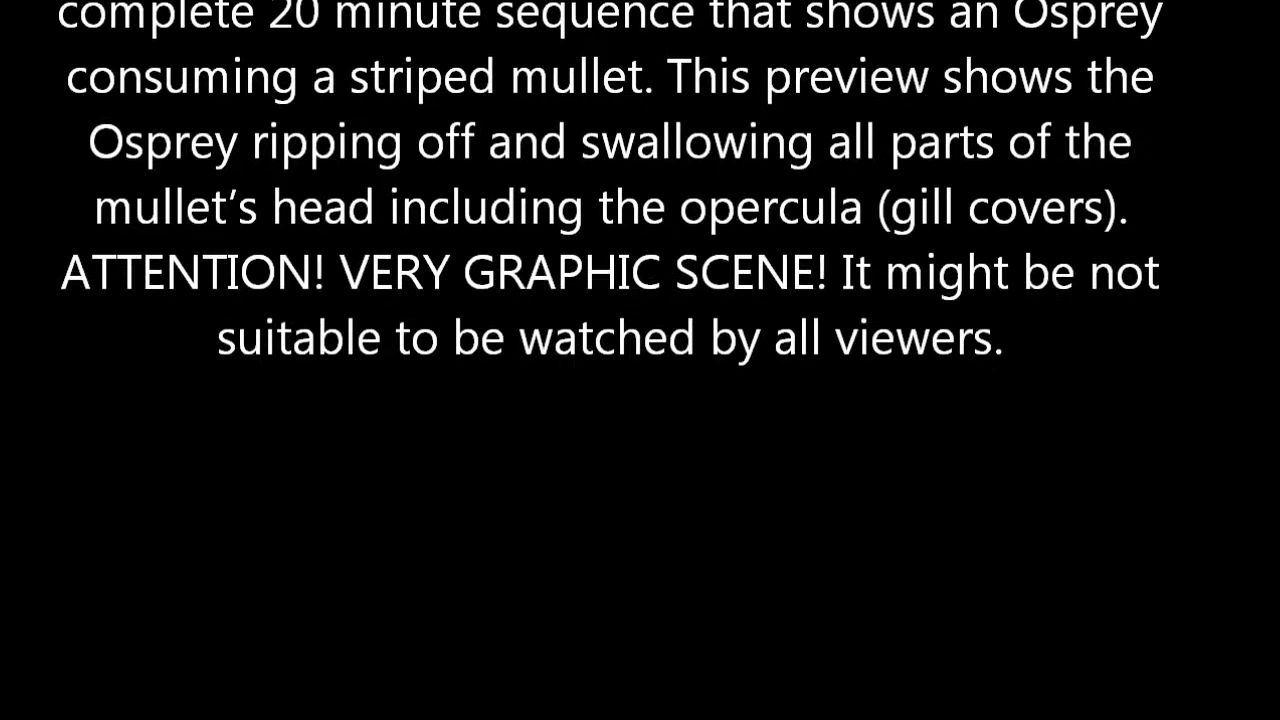 complete 20 minute sequence that shows an Osprey
consuming a striped mullet. This preview shows the
Osprey ripping off and swallowing all parts of the
mullet’s head including the opercula (gill covers).
ATTENTION! VERY GRAPHIC SCENE! It might be not
suitable to be watched by all viewers.